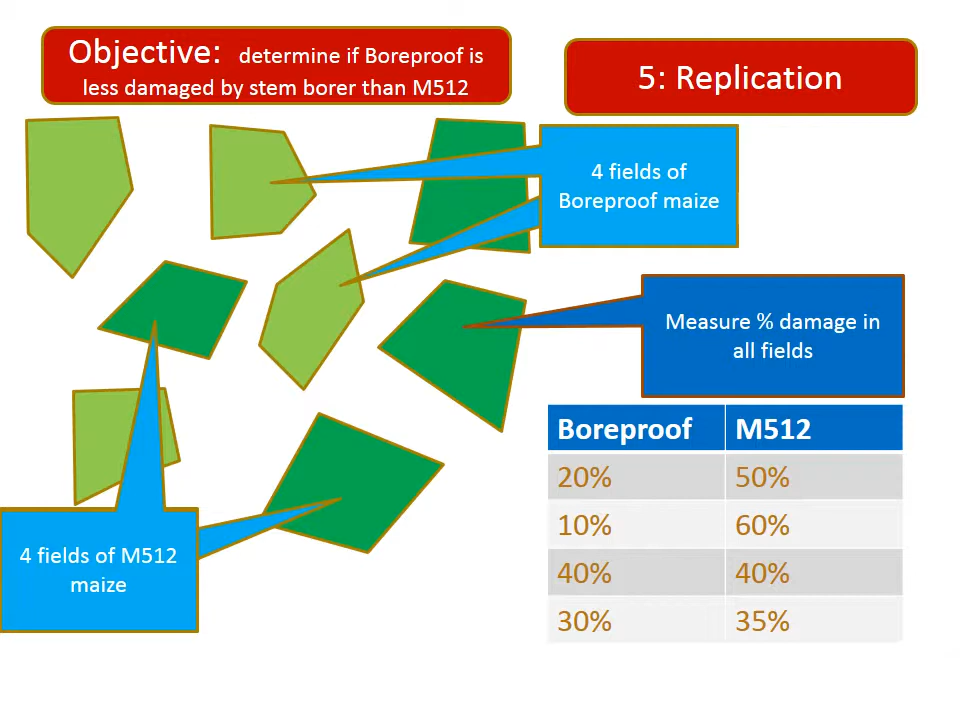 Objective: determine if Boreproof is
less damaged by stem borer than M512
5: Replication
4 fields of
Boreproof maize
Measure % damage in
all fields
Boreproof M512
20% 50%
10% 60%
40% 40%
30% 35%
4 fields of M512
maize